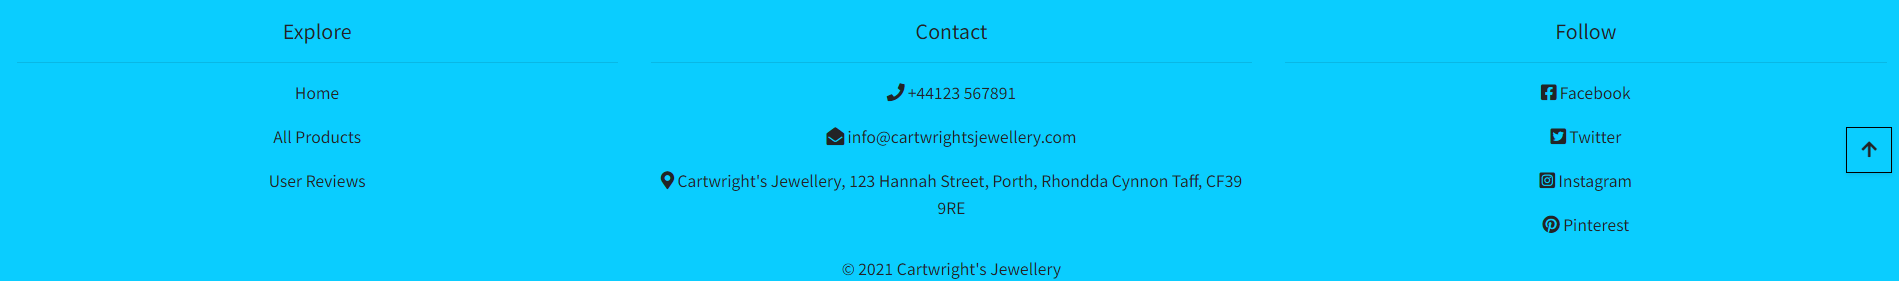 Explore
Home
All Products
User Reviews
Contact
+44123 567891
info@cartwrightsjewellery.com
Cartwright's Jewellery, 123 Hannah Street, Porth, Rhondda Cynnon Taff, CF39
9RE
Follow
Facebook
Twitter
Instagram
Pinterest
© 2021 Cartwright's Jewellery